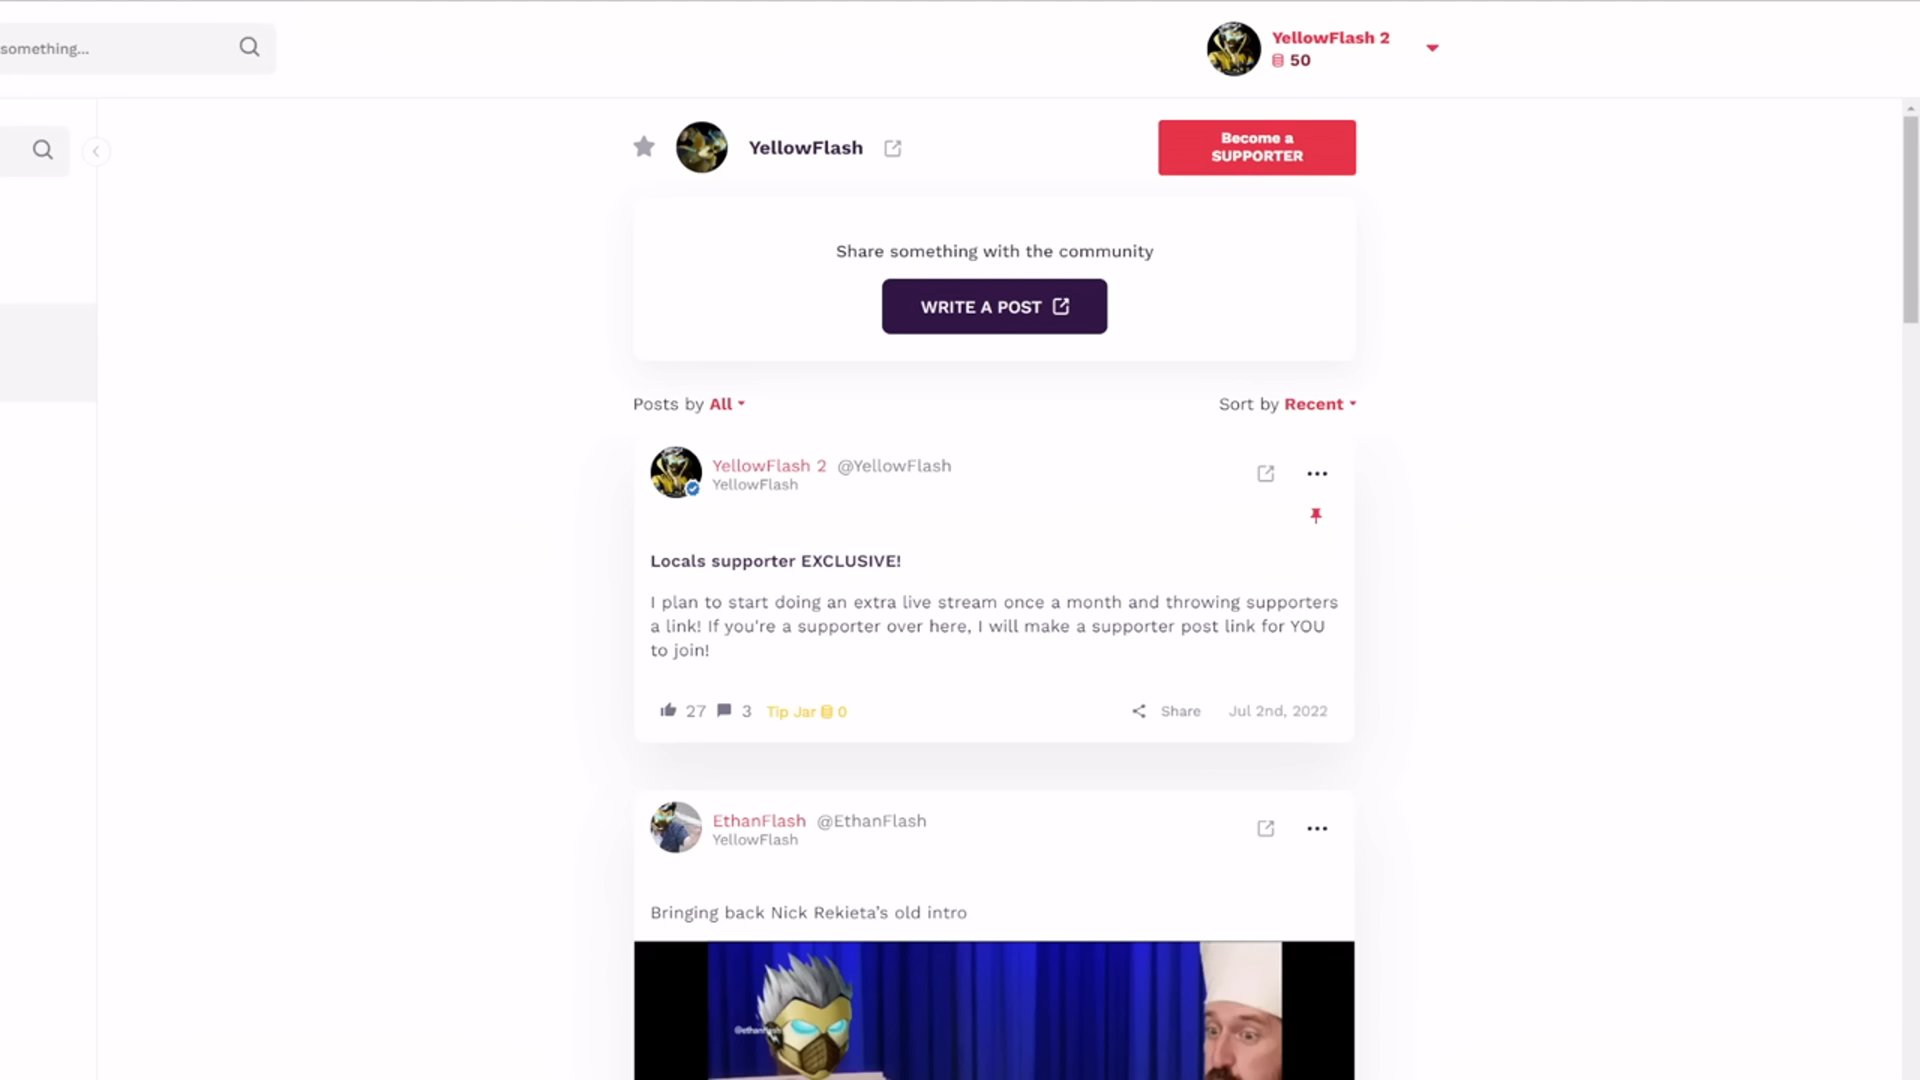 something...
YellowFlash 2
50
YellowFlash
Become a
SUPPORTER
Share something with the community
WRITE A POST
Posts by All
Sort by Recent
YellowFlash 2 @YellowFlash
YellowFlash
Locals supporter EXCLUSIVE!
I plan to start doing an extra live stream once a month and throwing supporters
a link! If you're a supporter over here, I will make a supporter post link for YOU
to join!
27 3 Tip Jar 0
Share Jul 2nd, 2022
EthanFlash @EthanFlash
YellowFlash
Bringing back Nick Rekieta’s old intro
@ethanflash